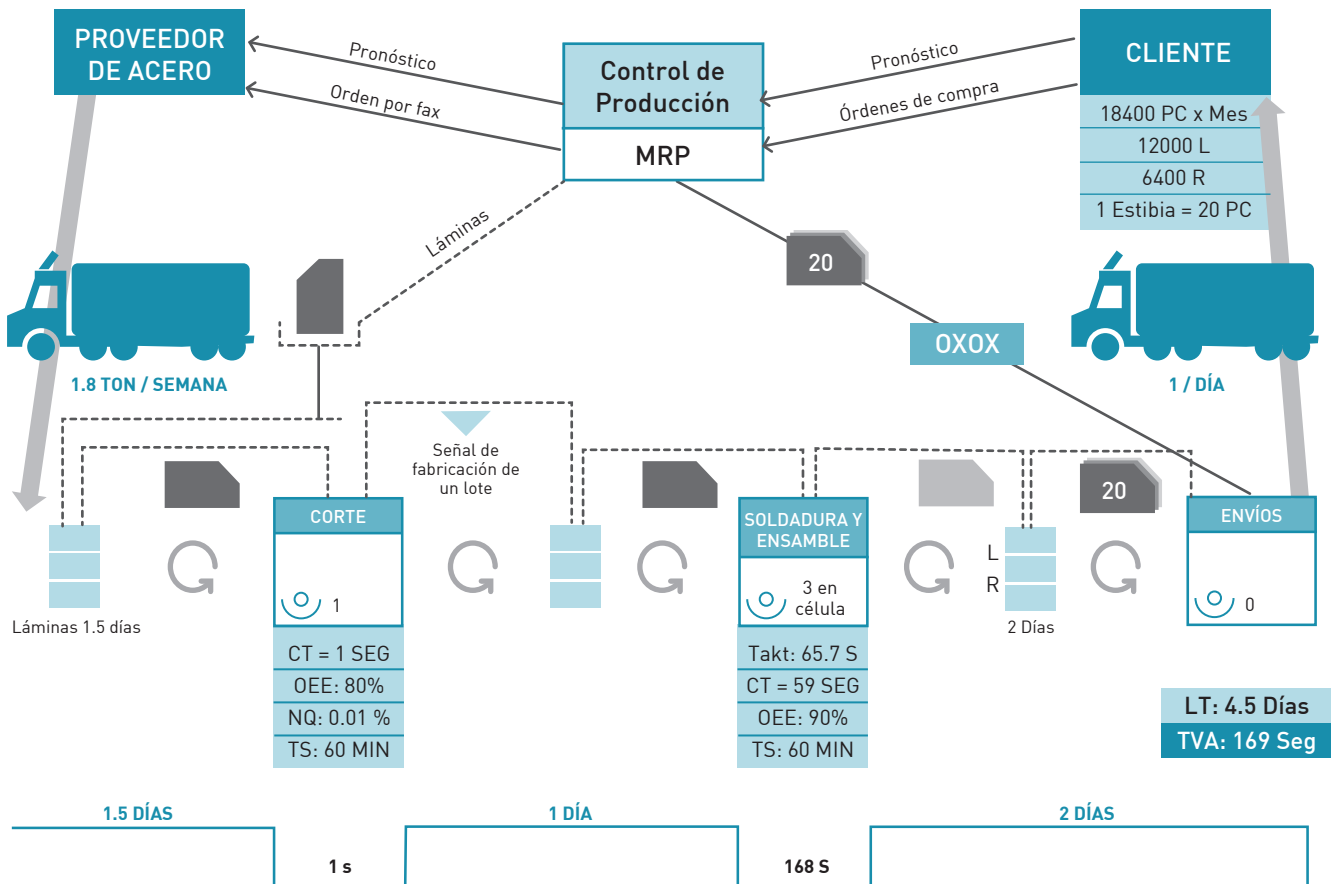 PROVEEDOR
DE ACERO
Pronóstico
Orden por fax
Control de
Producción
MRP
Pronóstico
Órdenes de compra
CLIENTE
18400 PC x Mes
12000 L
6400 R
1 Estibia = 20 PC
Láminas
20
OXOX
1.8 TON / SEMANA
1 / DÍA
Señal de
fabricación de
un lote
20
CORTE
1
CT = 1 SEG
OEE: 80%
NQ: 0.01 %
TS: 60 MIN
SOLDADURA Y
ENSAMBLE
3 en
célula
Takt: 65.7 S
CT = 59 SEG
OEE: 90%
TS: 60 MIN
L
R
2 Días
ENVÍOS
0
Láminas 1.5 días
LT: 4.5 Días
TVA: 169 Seg
1.5 DÍAS
1 DÍA
2 DÍAS
1 s
168 S